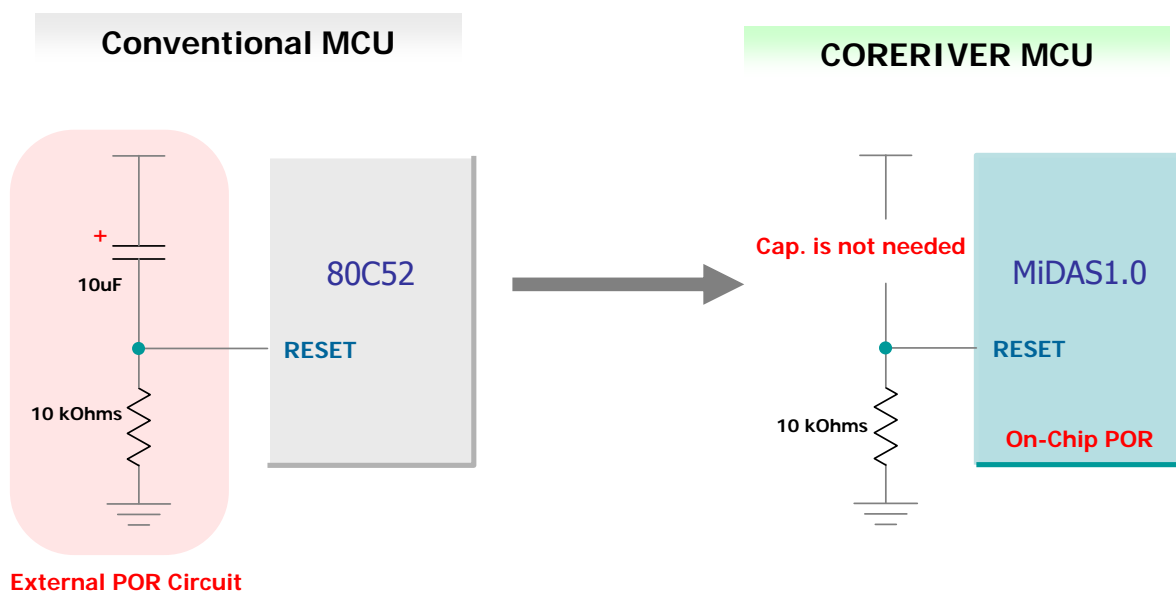 Conventional MCU
CORERIVER MCU
+
10uF
80C52
RESET
10 kOhms
External POR Circuit
Cap. is not needed
MiDAS1.0
RESET
10 kOhms
On-Chip POR